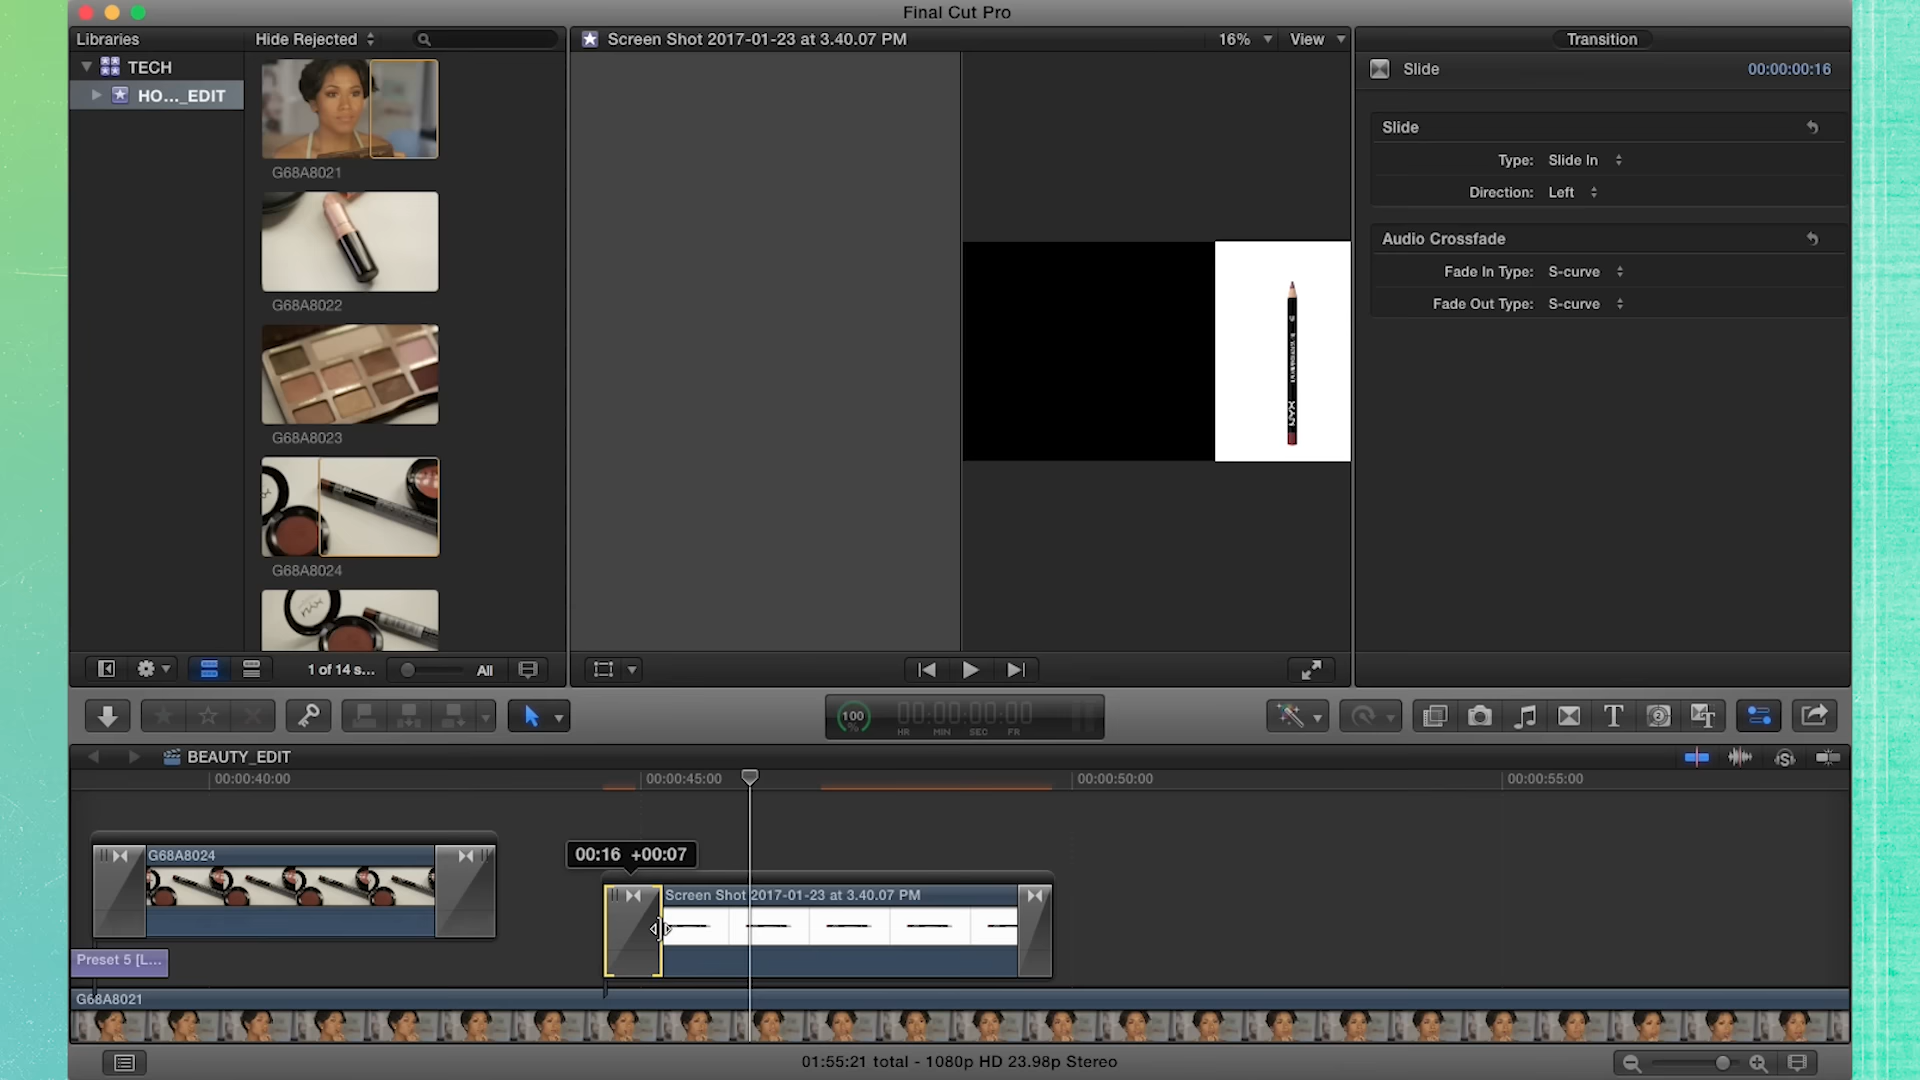 Final Cut Pro
Libraries
Hide Rejected
Screen Shot 2017-01-23 at 3.40.07 PM
16%
View
Transition
TECH
HO..._EDIT
Slide
00:00:00:16
Slide
Type: Slide In
Direction: Left
Audio Crossfade
Fade In Type: S-curve
Fade Out Type: S-curve
G68A8021
G68A8022
G68A8023
G68A8024
1 of 14 s...
All
100
%
00:00:00:00
HR MIN SEC FR
BEAUTY_EDIT
00:00:40:00
00:00:45:00
00:00:50:00
00:00:55:00
G68A8024
00:16 +00:07
Screen Shot 2017-01-23 at 3.40.07 PM
Preset 5 [L...
G68A8021
01:55:21 total - 1080p HD 23.98p Stereo